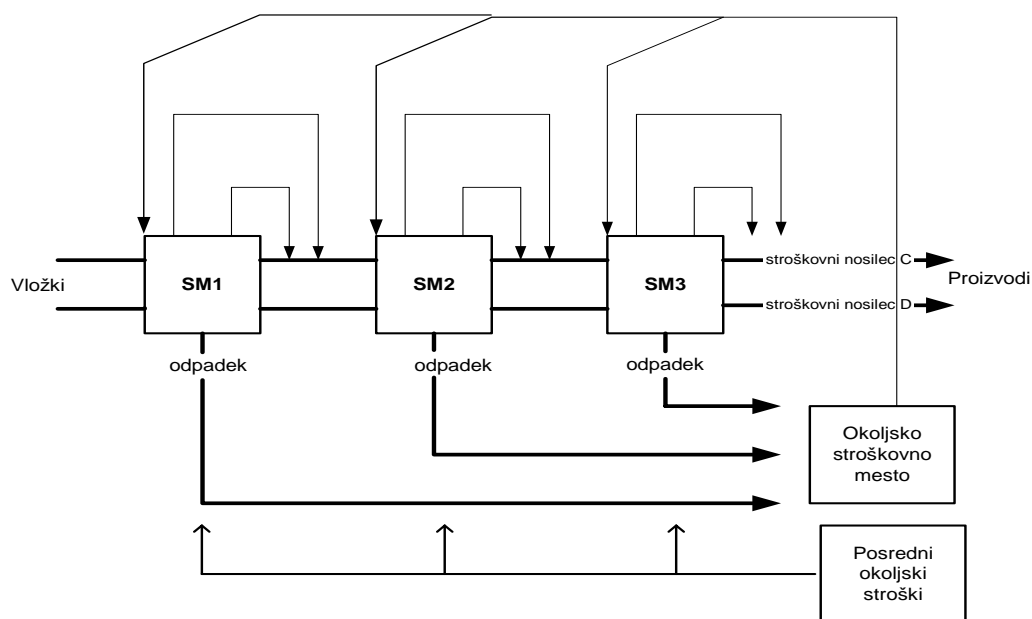 Vložki
SM1
SM2
SM3
stroškovni nosilec C
stroškovni nosilec D
Proizvodi
odpadek
odpadek
odpadek
Okoljsko
stroškovno
mesto
Posredni
okoljski
stroški